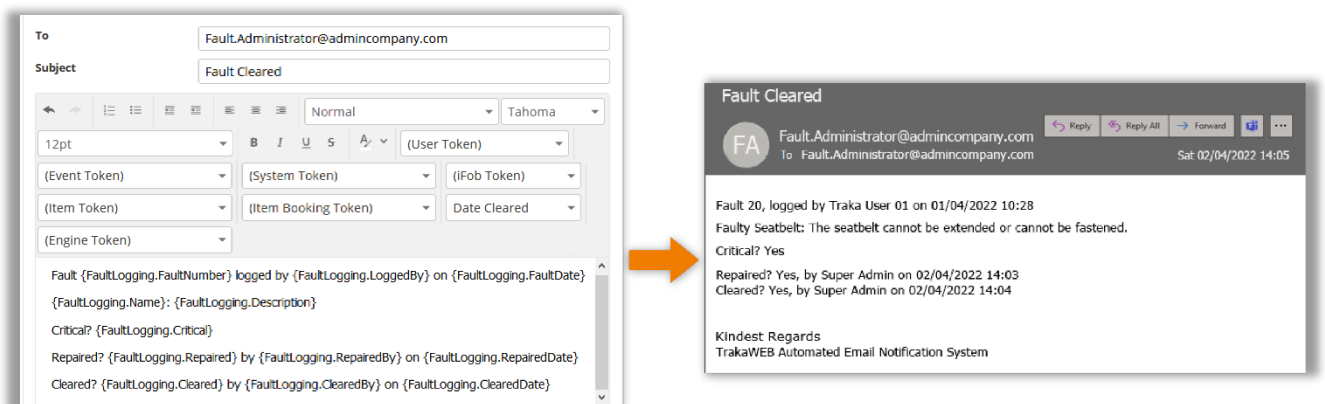 To
Fault.Administrator@admincompany.com
Subject
Fault Cleared
Normal
Tahoma
12pt
B I U S A
(User Token)
(Event Token)
(System Token)
(iFob Token)
(Item Token)
(Item Booking Token)
Date Cleared
(Engine Token)
Fault {FaultLogging.FaultNumber} logged by {FaultLogging.LoggedBy} on {FaultLogging.FaultDate}
{FaultLogging.Name}: {FaultLogging.Description}
Critical? {FaultLogging.Critical}
Repaired? {FaultLogging.Repaired} by {FaultLogging.RepairedBy} on {FaultLogging.RepairedDate}
Cleared? {FaultLogging.Cleared} by {FaultLogging.ClearedBy} on {FaultLogging.ClearedDate}
Fault Cleared
FA
Fault.Administrator@admincompany.com
To Fault.Administrator@admincompany.com
Reply
Reply All
Forward
Sat 02/04/2022 14:05
Fault 20, logged by Traka User 01 on 01/04/2022 10:28
Faulty Seatbelt: The seatbelt cannot be extended or cannot be fastened.
Critical? Yes
Repaired? Yes, by Super Admin on 02/04/2022 14:03
Cleared? Yes, by Super Admin on 02/04/2022 14:04
Kindest Regards
TrakaWEB Automated Email Notification System